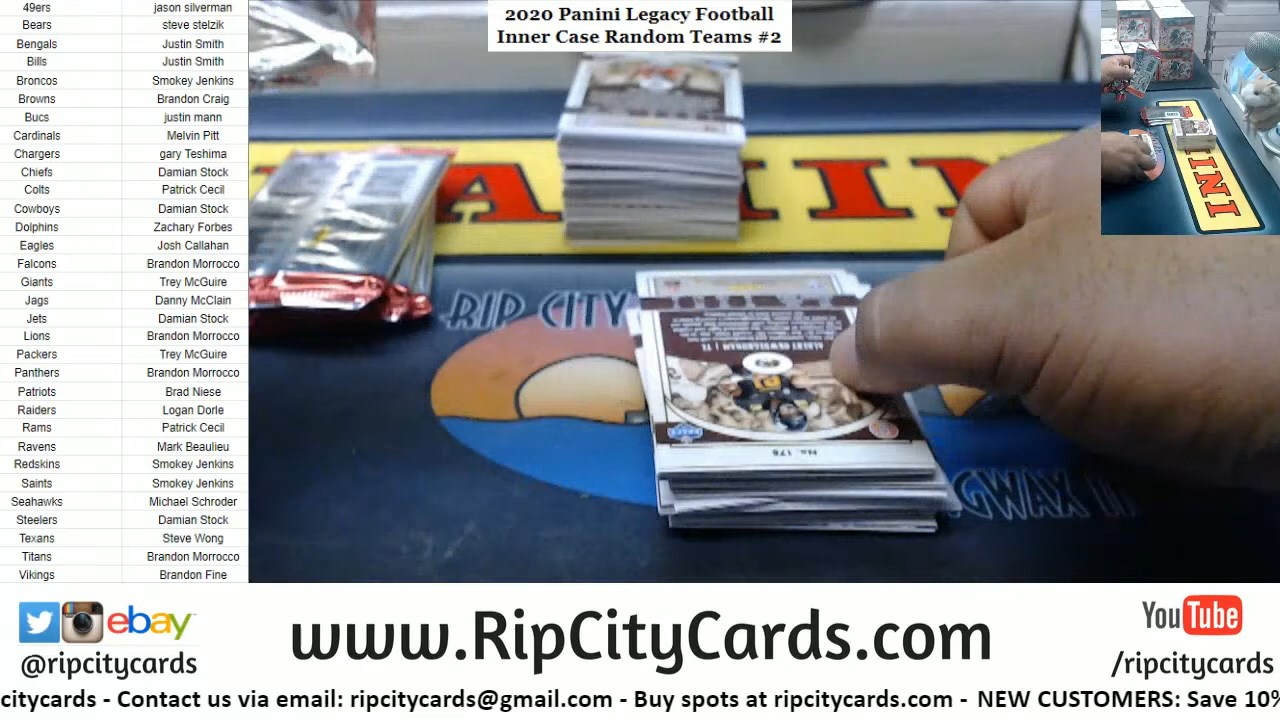 2020 Panini Legacy Football
Inner Case Random Teams #2
49ers jason silverman
Bears steve stelzik
Bengals Justin Smith
Bills Justin Smith
Broncos Smokey Jenkins
Browns Brandon Craig
Bucs justin mann
Cardinals Melvin Pitt
Chargers gary Teshima
Chiefs Damian Stock
Colts Patrick Cecil
Cowboys Damian Stock
Dolphins Zachary Forbes
Eagles Josh Callahan
Falcons Brandon Morrocco
Giants Trey McGuire
Jags Danny McClain
Jets Damian Stock
Lions Brandon Morrocco
Packers Trey McGuire
Panthers Brandon Morrocco
Patriots Brad Niese
Raiders Logan Dorle
Rams Patrick Cecil
Ravens Mark Beaulieu
Redskins Smokey Jenkins
Saints Smokey Jenkins
Seahawks Michael Schroder
Steelers Damian Stock
Texans Steve Wong
Titans Brandon Morrocco
Vikings Brandon Fine
RIP CITY
No. 178
ebay
@ripcitycards
www.RipCityCards.com
YouTube
/ripcitycards
citycards - Contact us via email: ripcitycards@gmail.com - Buy spots at ripcitycards.com - NEW CUSTOMERS: Save 10%